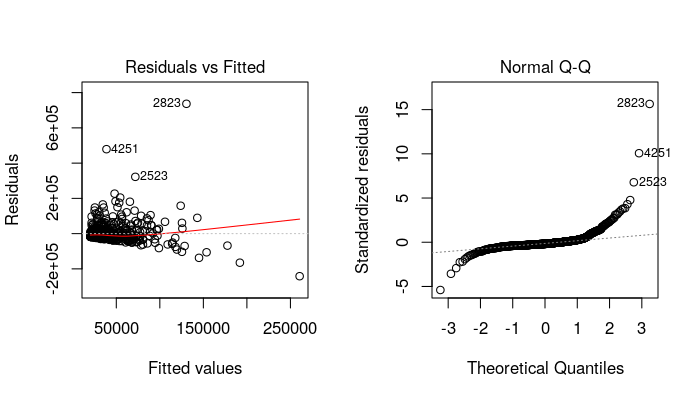 Residuals vs Fitted
Residuals
-2e+05
2e+05
6e+05
2823
4251
2523
50000
150000
250000
Fitted values
Normal Q-Q
Standardized residuals
-5
0
5
10
15
2823
4251
2523
-3
-2
-1
0
1
2
3
Theoretical Quantiles